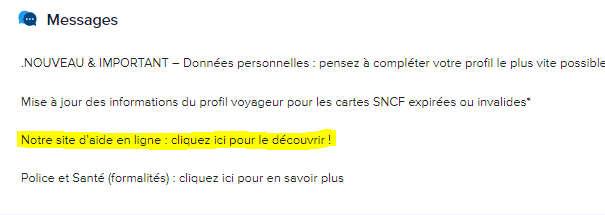 Messages
.NOUVEAU & IMPORTANT – Données personnelles : pensez à compléter votre profil le plus vite possible
Mise à jour des informations du profil voyageur pour les cartes SNCF expirées ou invalides*
Notre site d'aide en ligne : cliquez ici pour le découvrir !
Police et Santé (formalités) : cliquez ici pour en savoir plus